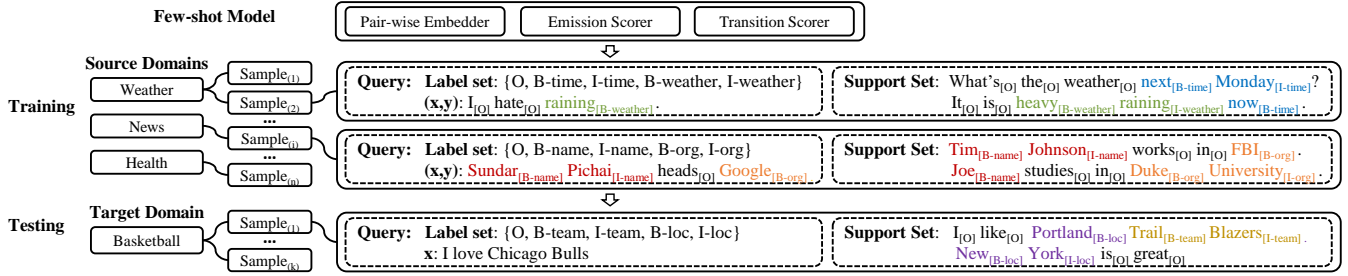 Few-shot Model
Pair-wise Embedder
Emission Scorer
Transition Scorer
Training
Source Domains
Weather
News
Health
Sample(1)
Sample(2)
...
Sample(i)
...
Sample(n)
Query: Label set: {O, B-time, I-time, B-weather, I-weather}
(x,y): I[O] hate[O] raining[B-weather] .
Support Set: What's[O] the[O] weather[O] next[B-time] Monday[I-time]?
It[O] is[O] heavy[B-weather] raining[I-weather] now[B-time] .
Query: Label set: {O, B-name, I-name, B-org, I-org}
(x,y): Sundar[B-name] Pichai[I-name] heads[O] Google[B-org] .
Support Set: Tim[B-name] Johnson[I-name] works[O] in[O] FBI[B-org] .
Joe[B-name] studies[O] in[O] Duke[B-org] University[I-org] .
Testing
Target Domain
Basketball
Sample(1)
...
Sample(k)
Query: Label set: {O, B-team, I-team, B-loc, I-loc}
x: I love Chicago Bulls
Support Set: I[O] like[O] Portland[B-loc] Trail[B-team] Blazers[I-team] .
New[B-loc] York[I-loc] is[O] great[O]